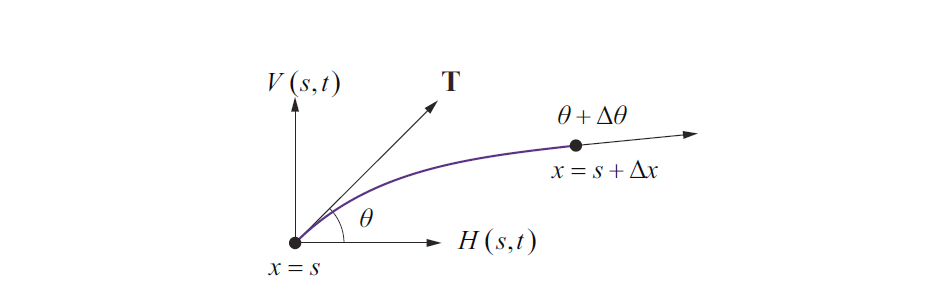 V (s,t)
T
θ + Δθ
x = s + Δx
θ
H (s,t)
x = s